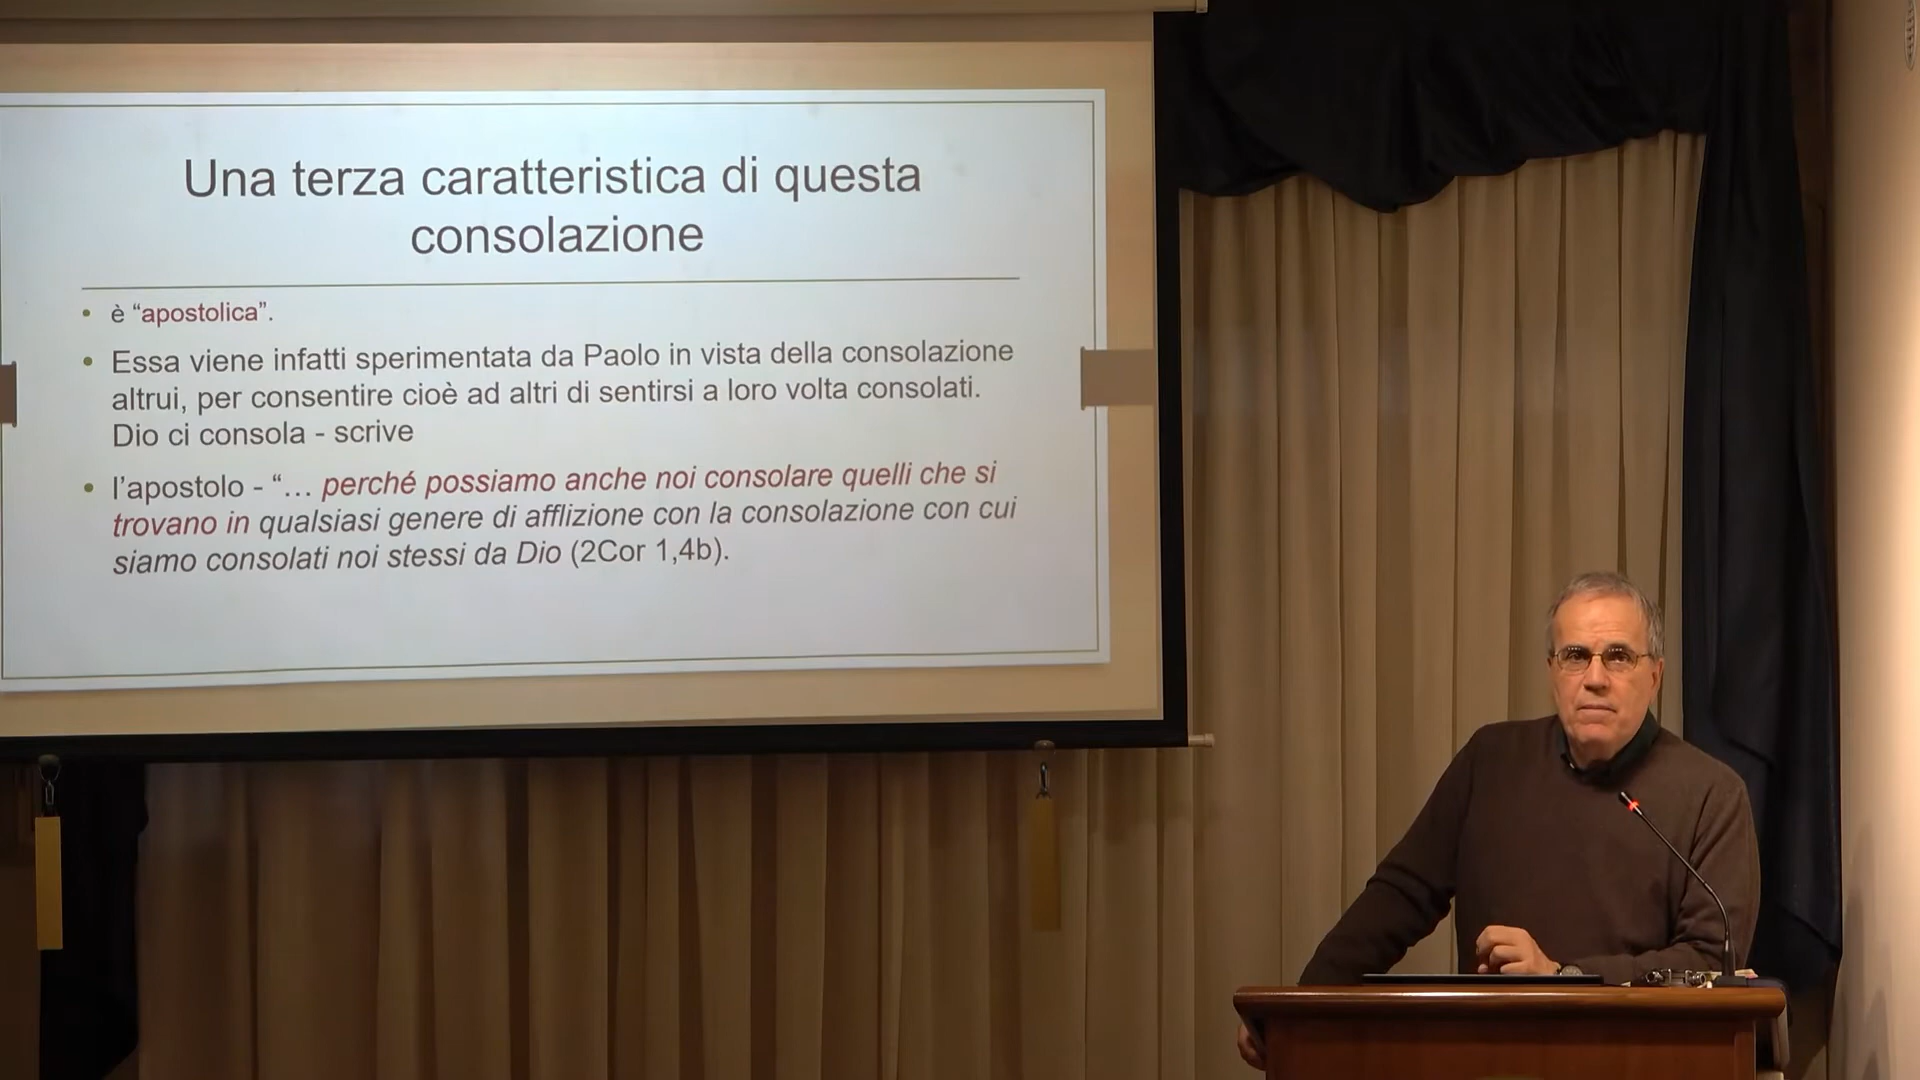 Una terza caratteristica di questa
consolazione
• è “apostolica”.
• Essa viene infatti sperimentata da Paolo in vista della consolazione
altrui, per consentire cioè ad altri di sentirsi a loro volta consolati.
Dio ci consola - scrive
• l’apostolo - “… perché possiamo anche noi consolare quelli che si
trovano in qualsiasi genere di afflizione con la consolazione con cui
siamo consolati noi stessi da Dio (2Cor 1,4b).